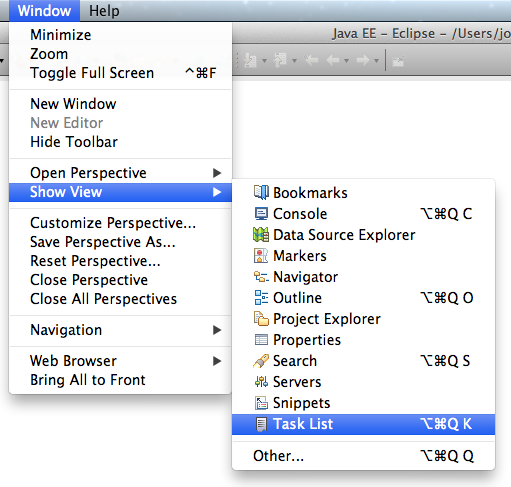 Window Help
Java EE – Eclipse – /Users/jo
Minimize
Zoom
Toggle Full Screen ^⌘F
New Window
New Editor
Hide Toolbar
Open Perspective ▶
Show View ▶
Customize Perspective...
Save Perspective As...
Reset Perspective...
Close Perspective
Close All Perspectives
Navigation ▶
Web Browser ▶
Bring All to Front
Bookmarks
Console ⌥⌘Q C
Data Source Explorer
Markers
Navigator
Outline ⌥⌘Q O
Project Explorer
Properties
Search ⌥⌘Q S
Servers
Snippets
Task List ⌥⌘Q K
Other... ⌥⌘Q Q